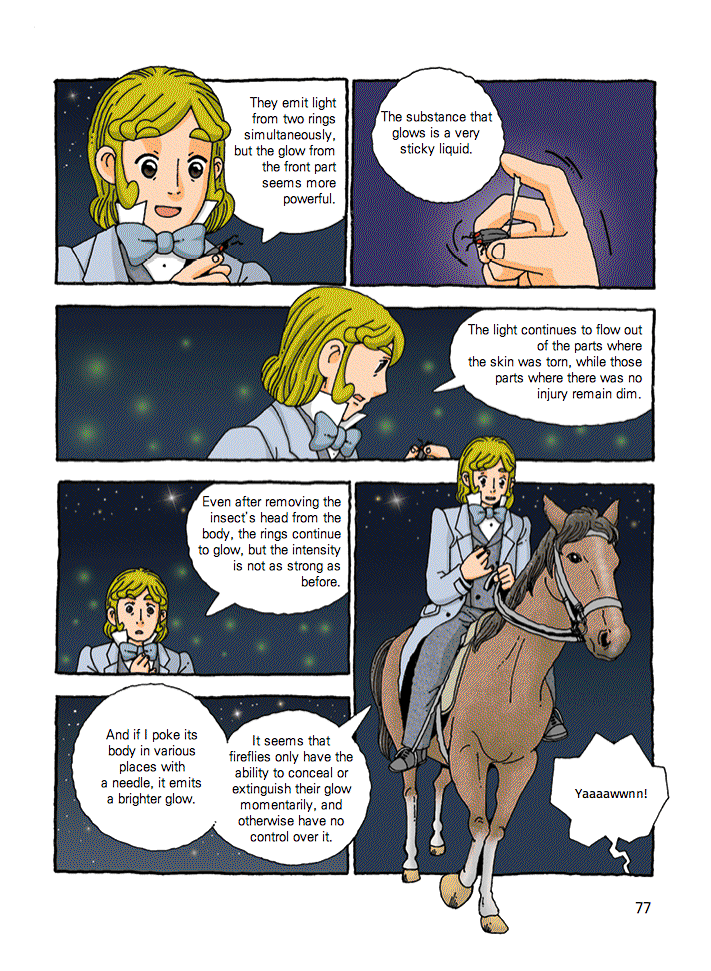 They emit light
from two rings
simultaneously,
but the glow from
the front part
seems more
powerful.
The substance that
glows is a very
sticky liquid.
The light continues to flow out
of the parts where
the skin was torn, while those
parts where there was no
injury remain dim.
Even after removing the
insect's head from the
body, the rings continue
to glow, but the intensity
is not as strong as
before.
And if I poke its
body in various
places with
a needle, it emits
a brighter glow.
It seems that
fireflies only have the
ability to conceal or
extinguish their glow
momentarily, and
otherwise have no
control over it.
Yaaaawwnn!
77